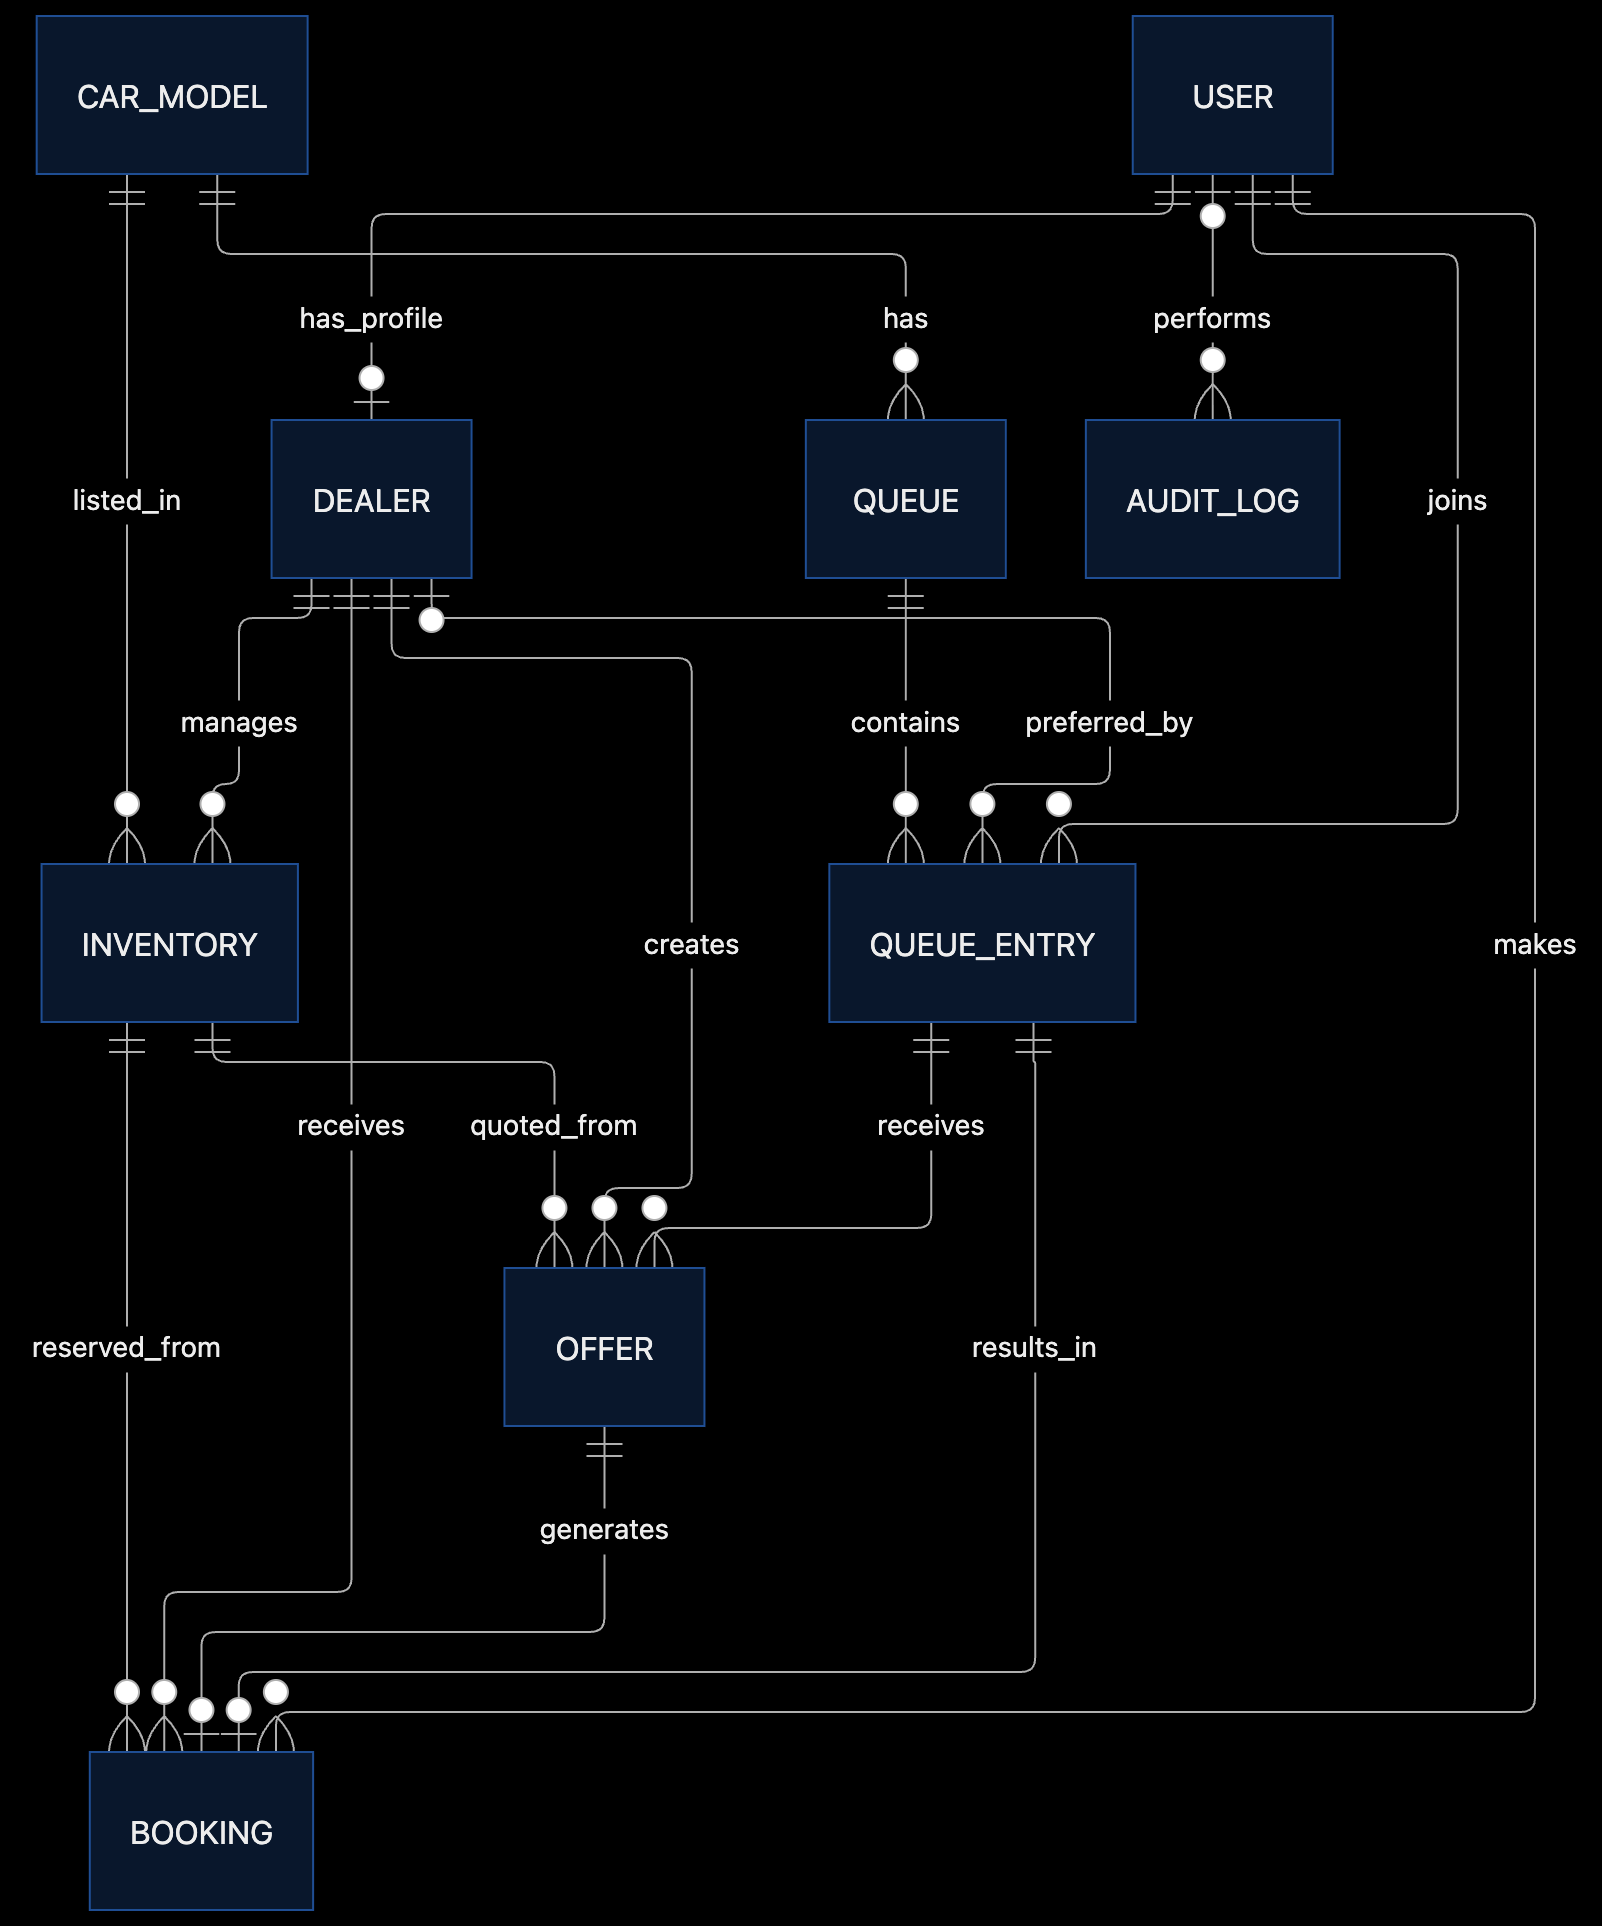 CAR_MODEL
USER
has_profile
has
performs
listed_in
DEALER
QUEUE
AUDIT_LOG
joins
manages
contains
preferred_by
INVENTORY
creates
QUEUE_ENTRY
makes
receives
quoted_from
receives
reserved_from
OFFER
results_in
generates
BOOKING